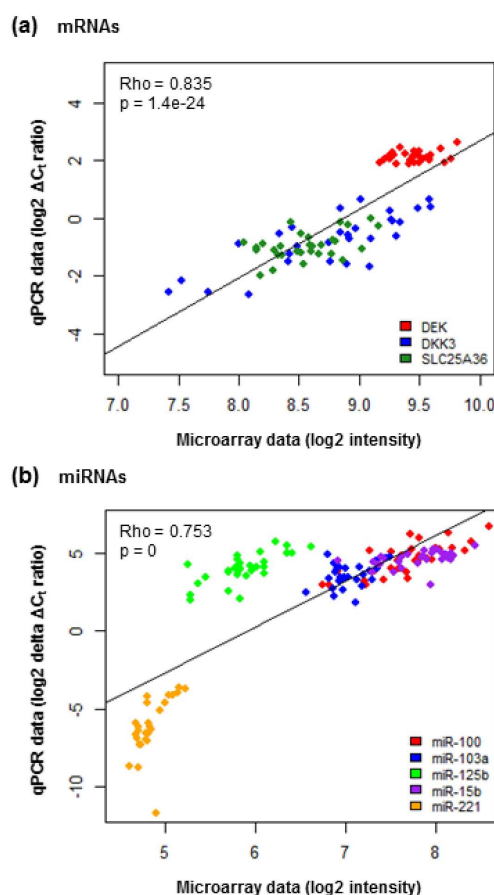 (a) mRNAs
Rho = 0.835
p = 1.4e-24
qPCR data (log2 ΔCt ratio)
4
2
0
-2
-4
DEK
DKK3
SLC25A36
7.0 7.5 8.0 8.5 9.0 9.5 10.0
Microarray data (log2 intensity)
(b) miRNAs
Rho = 0.753
p = 0
qPCR data (log2 delta ΔCt ratio)
5
0
-5
-10
miR-100
miR-103a
miR-125b
miR-15b
miR-221
5 6 7 8
Microarray data (log2 intensity)